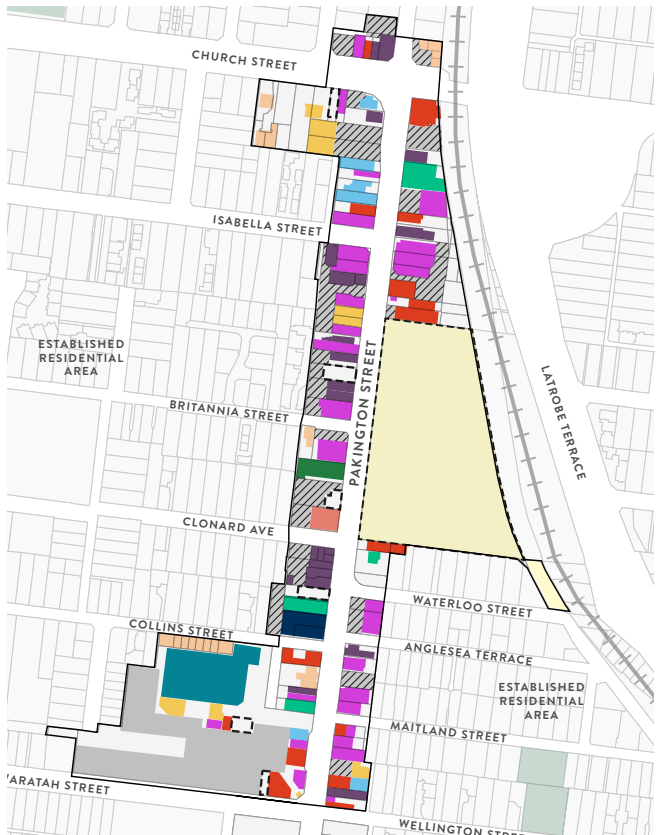 CHURCH STREET
ISABELLA STREET
ESTABLISHED
RESIDENTIAL
AREA
PAKINGTON STREET
LATROBE TERRACE
BRITANNIA STREET
CLONARD AVE
WATERLOO STREET
COLLINS STREET
ANGLESEA TERRACE
ESTABLISHED
RESIDENTIAL
AREA
MAITLAND STREET
VARATAH STREET
WELLINGTON STREET